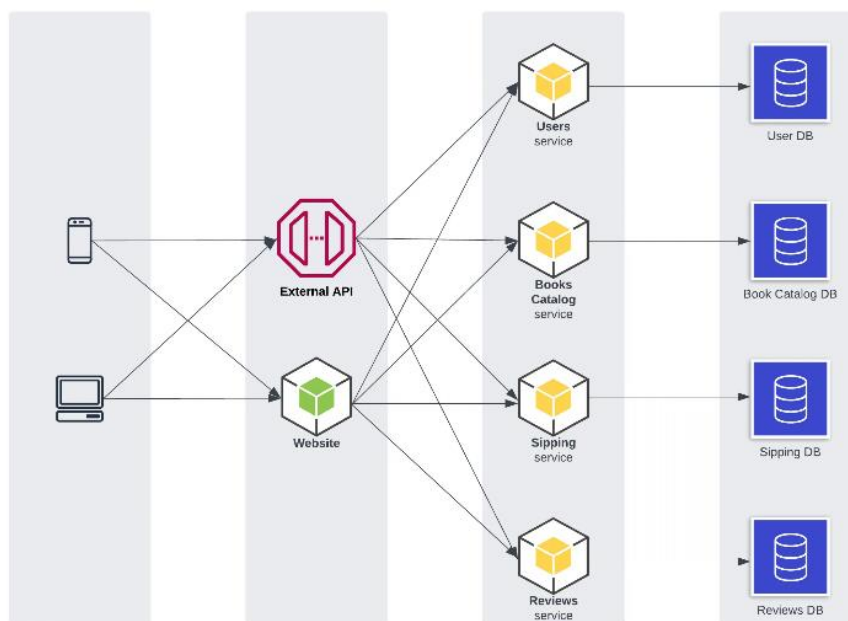 Users
service
User DB
External API
Books
Catalog
service
Book Catalog DB
Website
Sipping
service
Sipping DB
Reviews
service
Reviews DB